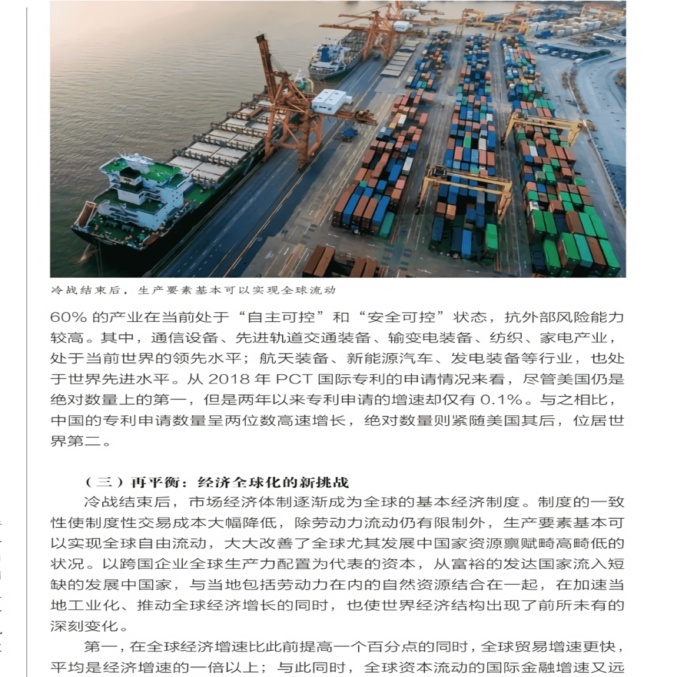 冷战结束后，生产要素基本可以实现全球流动
60% 的产业在当前处于“自主可控”和“安全可控”状态，抗外部风险能力
较高。其中，通信设备、先进轨道交通装备、输变电装备、纺织、家电产业，
处于当前世界的领先水平；航天装备、新能源汽车、发电装备等行业，也处
于世界先进水平。从 2018 年 PCT 国际专利的申请情况来看，尽管美国仍是
绝对数量上的第一，但是两年以来专利申请的增速却仅有 0.1%。与之相比，
中国的专利申请数量呈两位数高速增长，绝对数量则紧随美国其后，位居世
界第二。
（三）再平衡：经济全球化的新挑战
冷战结束后，市场经济体制逐渐成为全球的基本经济制度。制度的一致
性使制度性交易成本大幅降低，除劳动力流动仍有限制外，生产要素基本可
以实现全球自由流动，大大改善了全球尤其发展中国家资源禀赋畸高畸低的
状况。以跨国企业全球生产力配置为代表的资本，从富裕的发达国家流入短
缺的发展中国家，与当地包括劳动力在内的自然资源结合在一起，在加速当
地工业化、推动全球经济增长的同时，也使世界经济结构出现了前所未有的
深刻变化。
第一，在全球经济增速比此前提高一个百分点的同时，全球贸易增速更快，
平均是经济增速的一倍以上；与此同时，全球资本流动的国际金融增速又远